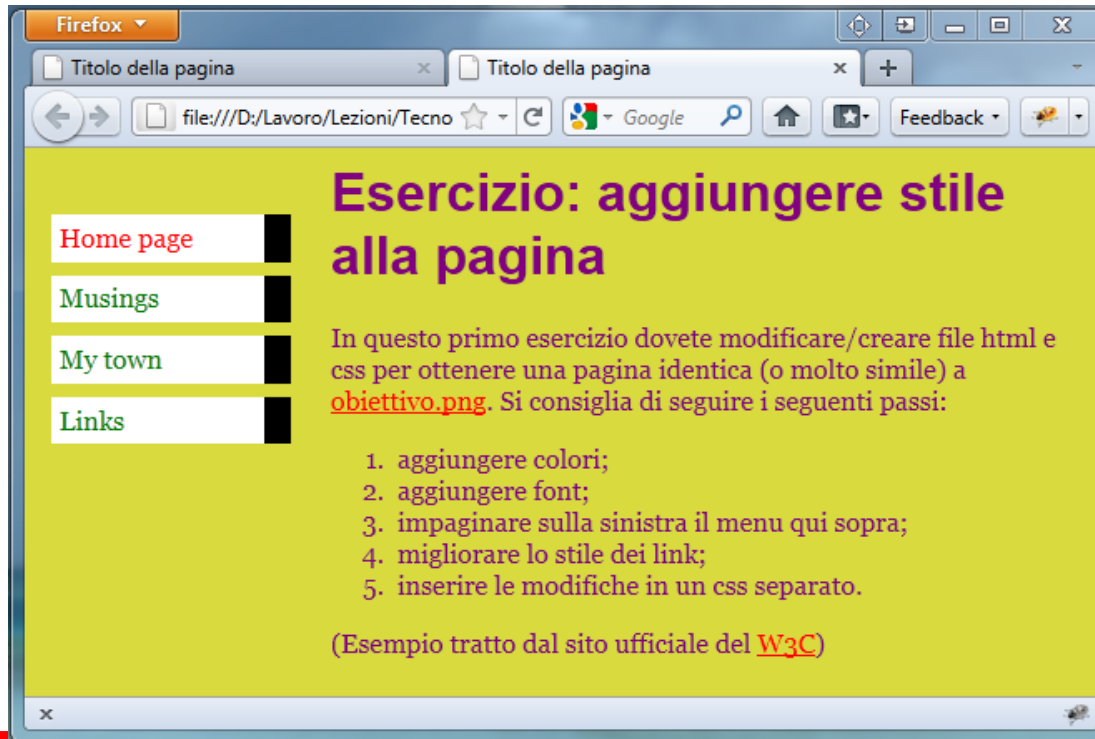 Firefox
Titolo della pagina
Titolo della pagina
file:///D:/Lavoro/Lezioni/Tecno
Google
Feedback
Home page
Musings
My town
Links
Esercizio: aggiungere stile
alla pagina
In questo primo esercizio dovete modificare/creare file html e
css per ottenere una pagina identica (o molto simile) a
obiettivo.png. Si consiglia di seguire i seguenti passi:
1. aggiungere colori;
2. aggiungere font;
3. impaginare sulla sinistra il menu qui sopra;
4. migliorare lo stile dei link;
5. inserire le modifiche in un css separato.
(Esempio tratto dal sito ufficiale del W3C)